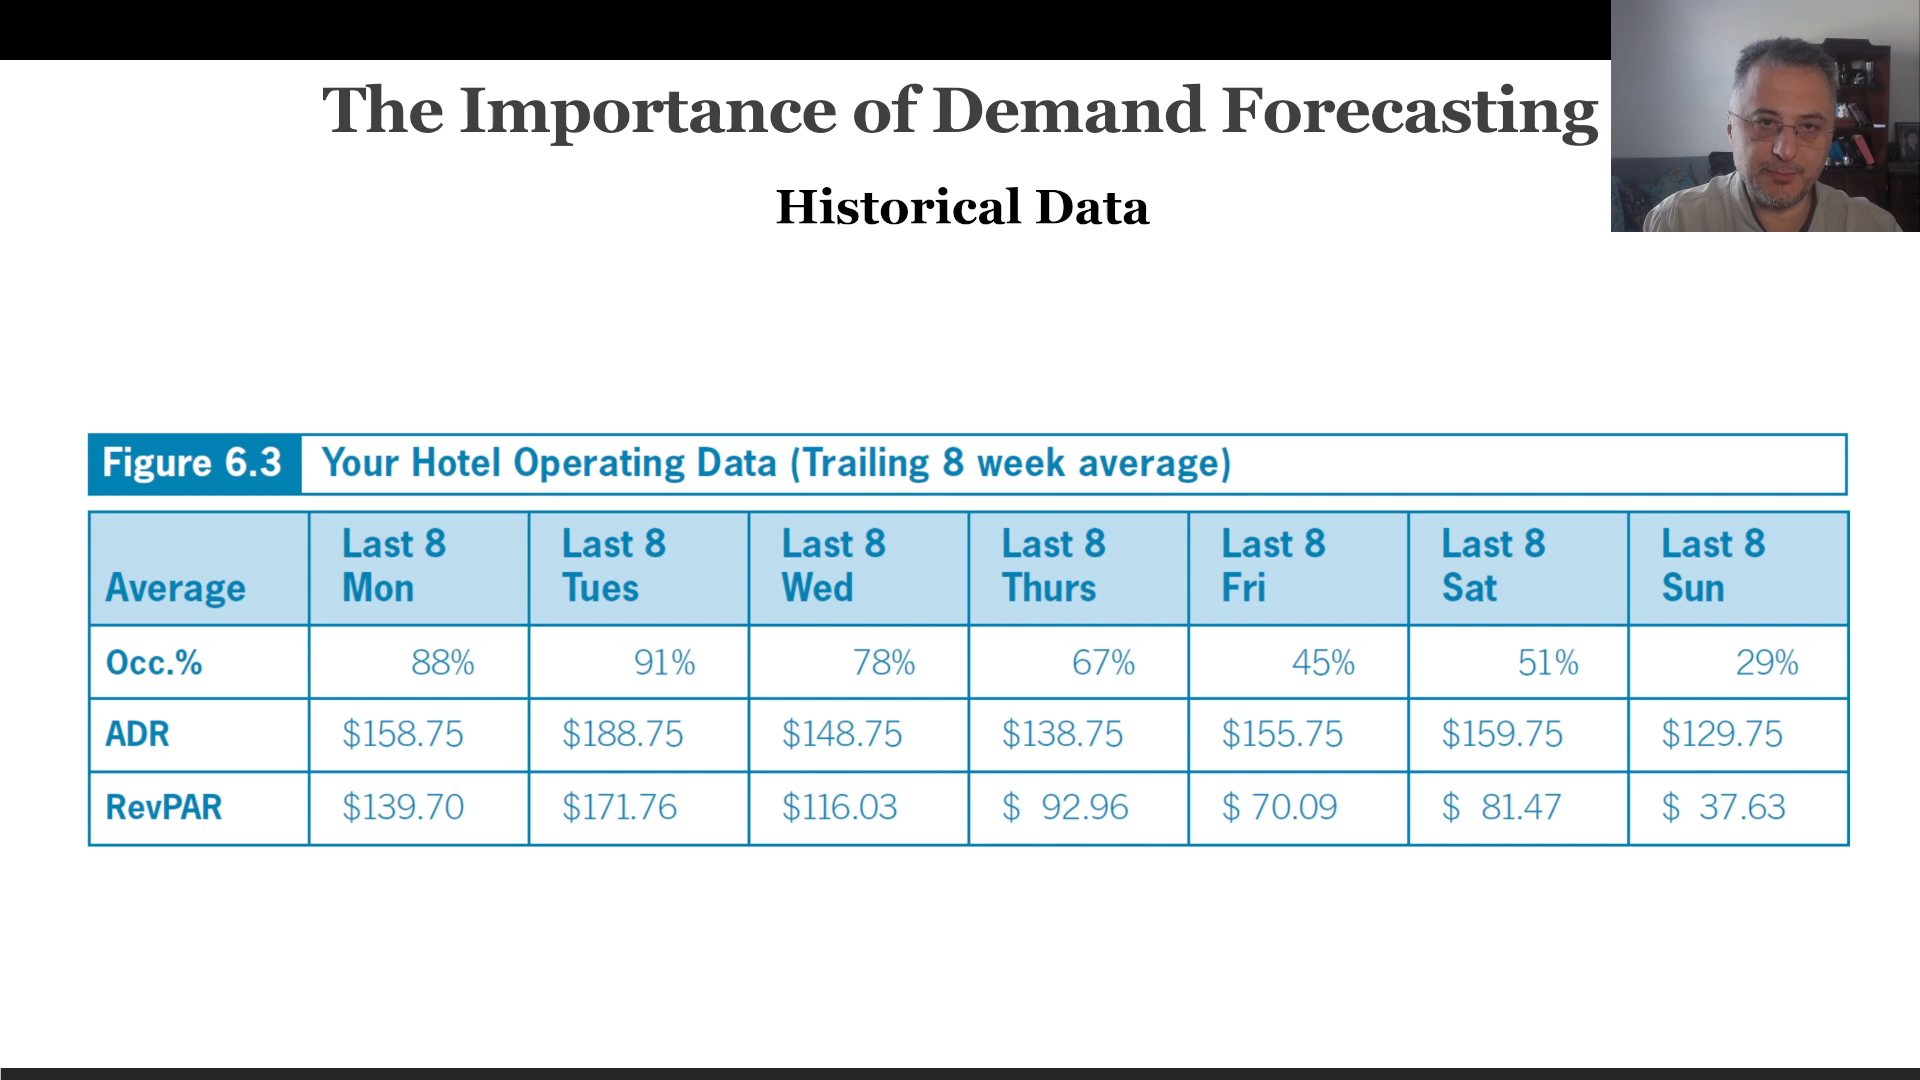 The Importance of Demand Forecasting
Historical Data
Figure 6.3 Your Hotel Operating Data (Trailing 8 week average)
Average Last 8 Mon Last 8 Tues Last 8 Wed Last 8 Thurs Last 8 Fri Last 8 Sat Last 8 Sun
Occ.% 88% 91% 78% 67% 45% 51% 29%
ADR $158.75 $188.75 $148.75 $138.75 $155.75 $159.75 $129.75
RevPAR $139.70 $171.76 $116.03 $ 92.96 $ 70.09 $ 81.47 $ 37.63